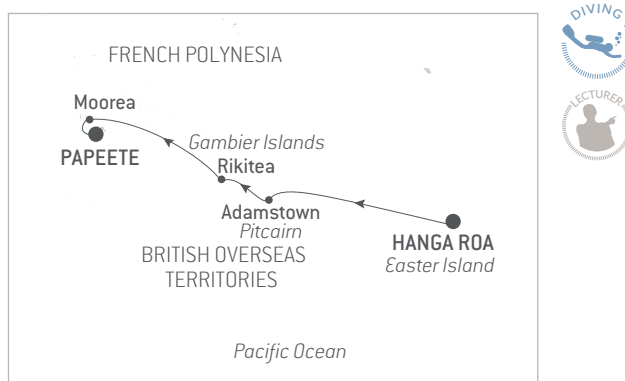 FRENCH POLYNESIA
Moorea
PAPEETE
Gambier Islands
Rikitea
Adamstown
Pitcairn
BRITISH OVERSEAS
TERRITORIES
HANGA ROA
Easter Island
Pacific Ocean
DIVING
LECTURER